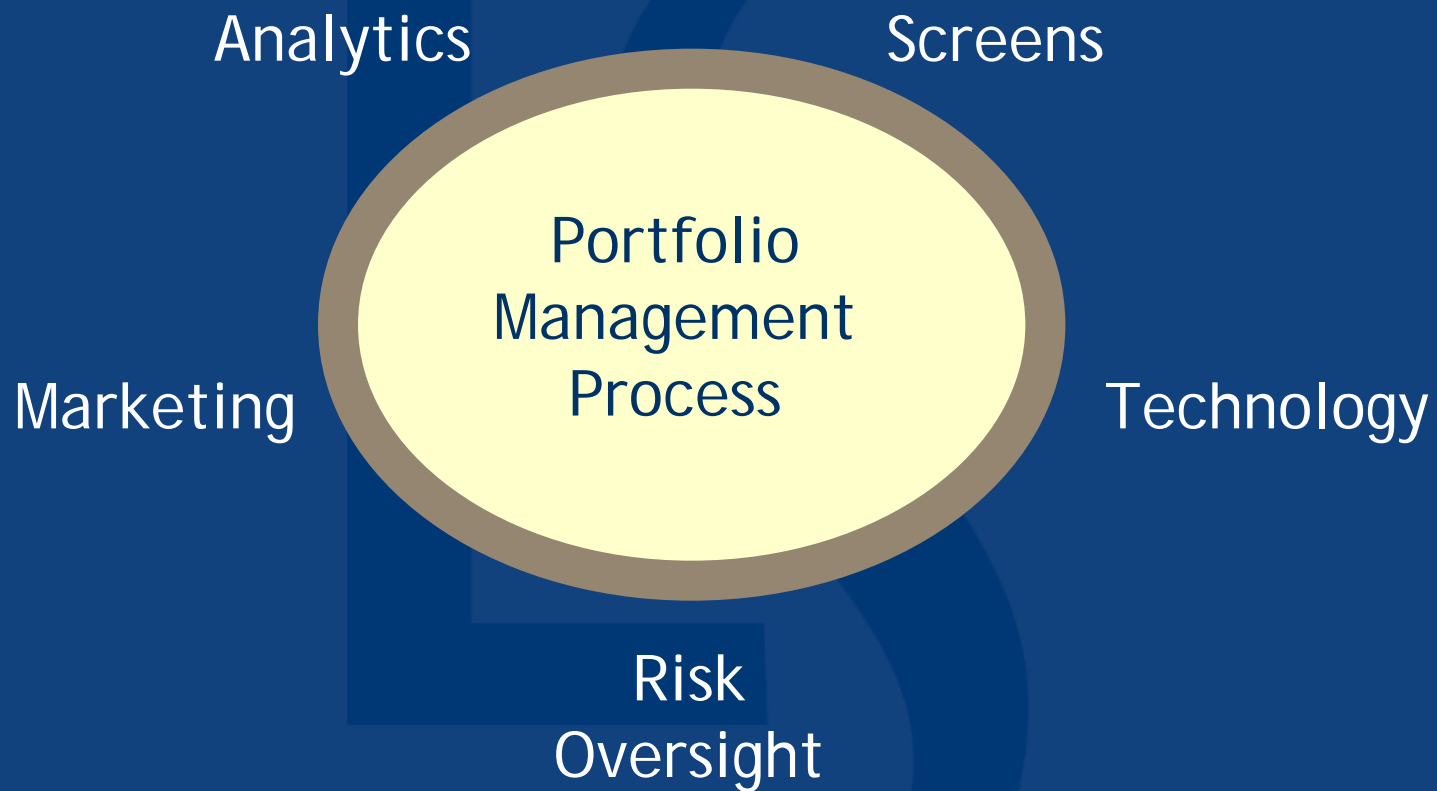 Analytics
Screens
Portfolio
Management
Process
Marketing
Technology
Risk
Oversight